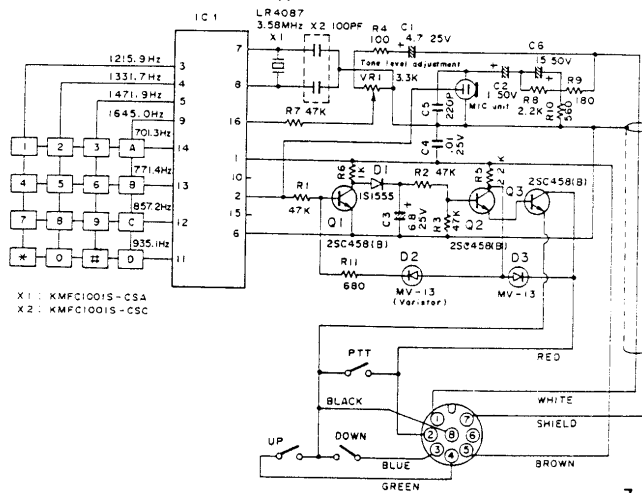 IC 1
LR4087
3.58MHz X2 100PF
X1
R4
100
C1
4.7 25V
C6
15 50V
Tone level adjustment
VR1
3.3K
C2
1 50V
R9
180
R8
2.2K
R10
560
MIC unit
C5
220P
C4
.01
25V
R7 47K
1215.9Hz
1331.7Hz
1471.9Hz
1645.0Hz
701.3Hz
771.4Hz
857.2Hz
935.1Hz
3
4
5
9
14
13
12
11
7
8
16
1
10
2
15
6
1 2 3 A
4 5 6 B
7 8 9 C
* 0 # D
R6
1K
D1
1S1555
R2 47K
R5
2SC458(B)
Q3
R1
47K
Q1
2SC458(B)
C3
6.8
25V
R3
47K
Q2
2SC458(B)
R11
680
D2
MV-13
(Varistor)
D3
MV-13
X1: KMFC1001S-CSA
X2: KMFC1001S-CSC
PTT
RED
WHITE
SHIELD
BROWN
BLACK
UP
DOWN
BLUE
GREEN
1
7
2
8
6
3
4
5
7